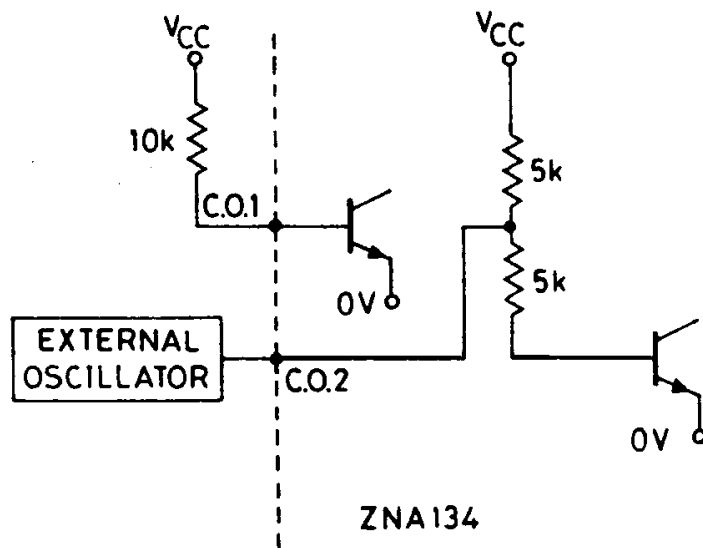 VCC
VCC
10k
5k
C.O.1
5k
0V
EXTERNAL
OSCILLATOR
C.O.2
0V
ZNA134